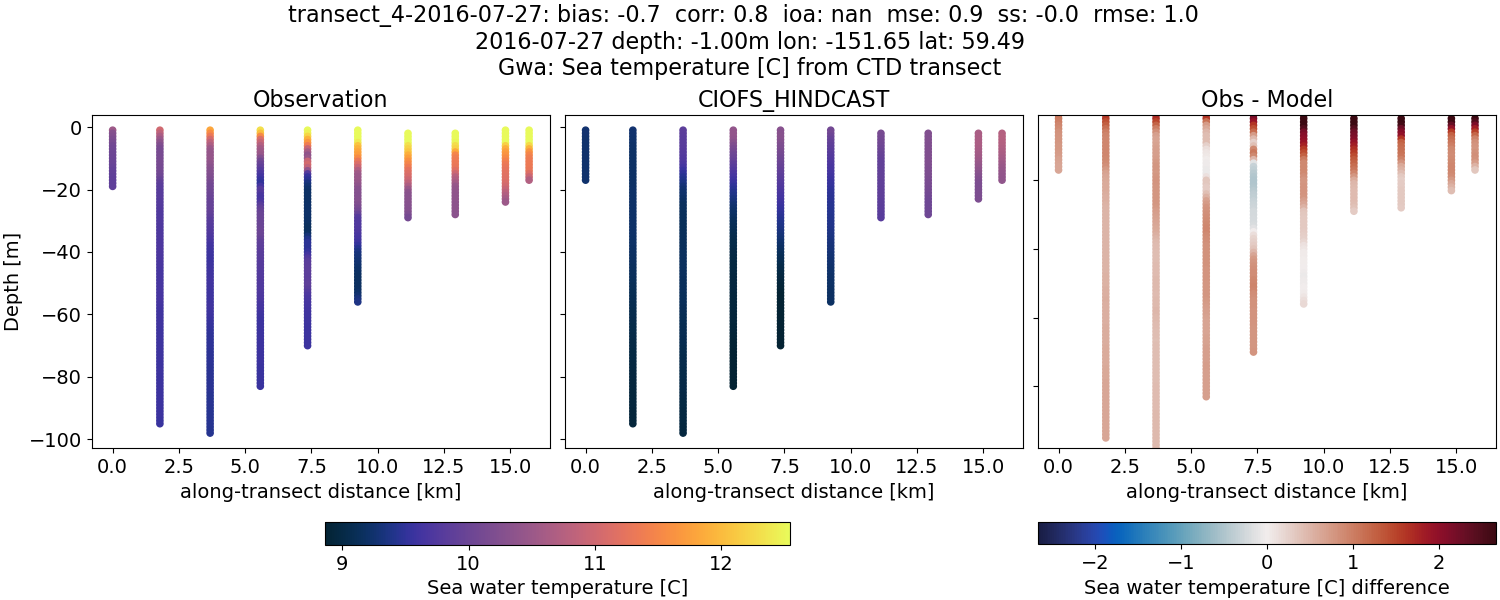 transect_4-2016-07-27: bias: -0.7  corr: 0.8  ioa: nan  mse: 0.9  ss: -0.0  rmse: 1.0
2016-07-27 depth: -1.00m lon: -151.65 lat: 59.49
Gwa: Sea temperature [C] from CTD transect
Observation
CIOFS_HINDCAST
Obs - Model
Depth [m]
0
−20
−40
−60
−80
−100
0.0 2.5 5.0 7.5 10.0 12.5 15.0
0.0 2.5 5.0 7.5 10.0 12.5 15.0
0.0 2.5 5.0 7.5 10.0 12.5 15.0
along-transect distance [km]
along-transect distance [km]
along-transect distance [km]
9 10 11 12
Sea water temperature [C]
−2 −1 0 1 2
Sea water temperature [C] difference